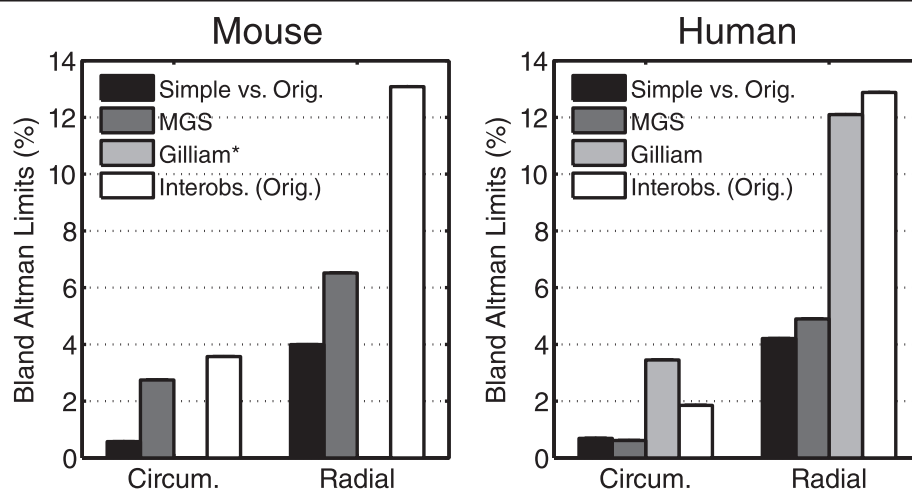 Mouse
Bland Altman Limits (%)
14
12
10
8
6
4
2
0
Simple vs. Orig.
MGS
Gilliam*
Interobs. (Orig.)
Circum.
Radial
Human
Bland Altman Limits (%)
14
12
10
8
6
4
2
0
Simple vs. Orig.
MGS
Gilliam
Interobs. (Orig.)
Circum.
Radial